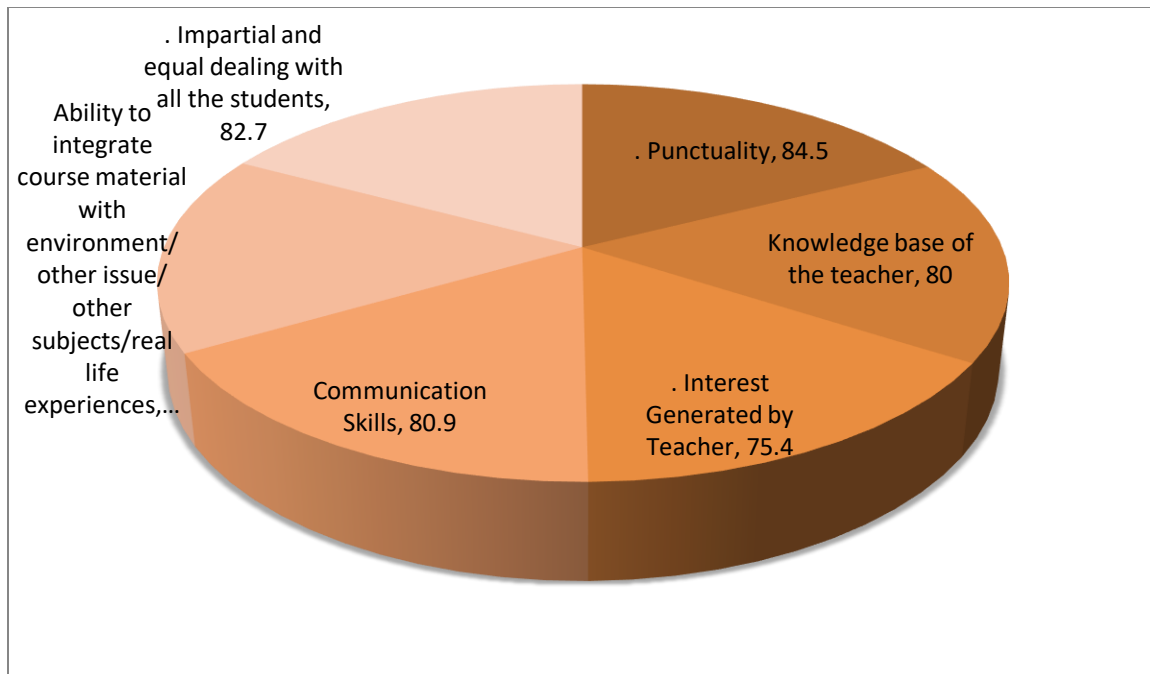 . Impartial and
equal dealing with
all the students,
82.7
Ability to
integrate
course material
with
environment/
other issue/
other
subjects/real
life
experiences,...
. Punctuality, 84.5
Knowledge base of
the teacher, 80
. Interest
Generated by
Teacher, 75.4
Communication
Skills, 80.9